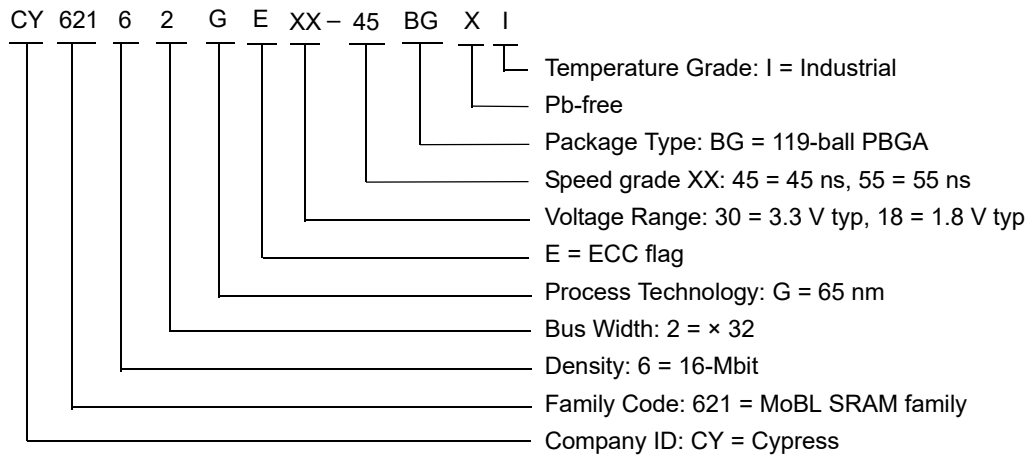 CY 621 6 2 G E XX – 45 BG X I
Temperature Grade: I = Industrial
Pb-free
Package Type: BG = 119-ball PBGA
Speed grade XX: 45 = 45 ns, 55 = 55 ns
Voltage Range: 30 = 3.3 V typ, 18 = 1.8 V typ
E = ECC flag
Process Technology: G = 65 nm
Bus Width: 2 = × 32
Density: 6 = 16-Mbit
Family Code: 621 = MoBL SRAM family
Company ID: CY = Cypress